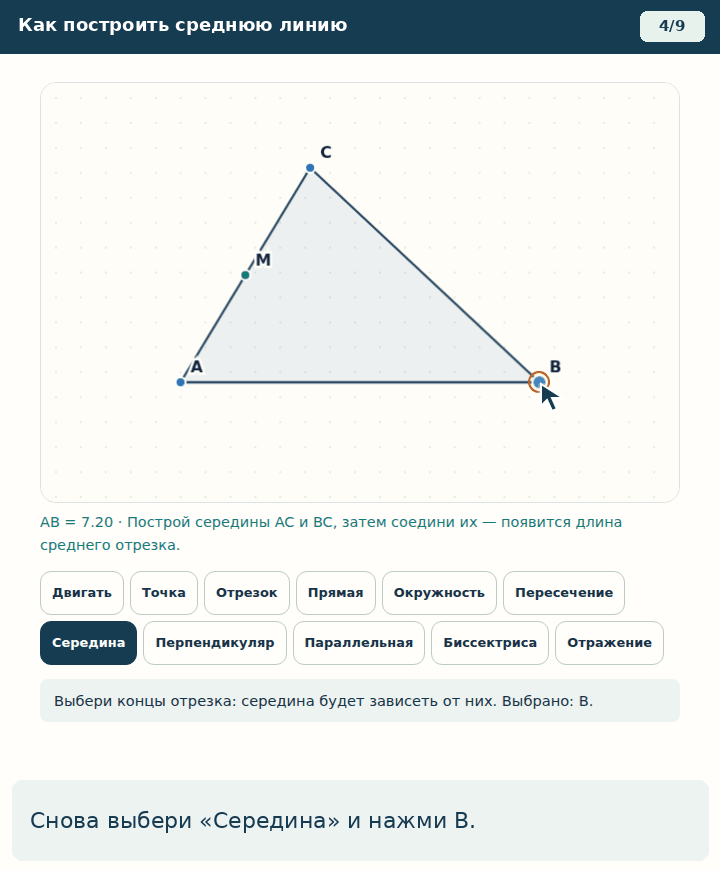 Как построить среднюю линию
4/9
C
M
A
B
AB = 7.20 · Построй середины AC и BC, затем соедини их — появится длина
среднего отрезка.
Двигать
Точка
Отрезок
Прямая
Окружность
Пересечение
Середина
Перпендикуляр
Параллельная
Биссектриса
Отражение
Выбери концы отрезка: середина будет зависеть от них. Выбрано: B.
Снова выбери «Середина» и нажми B.